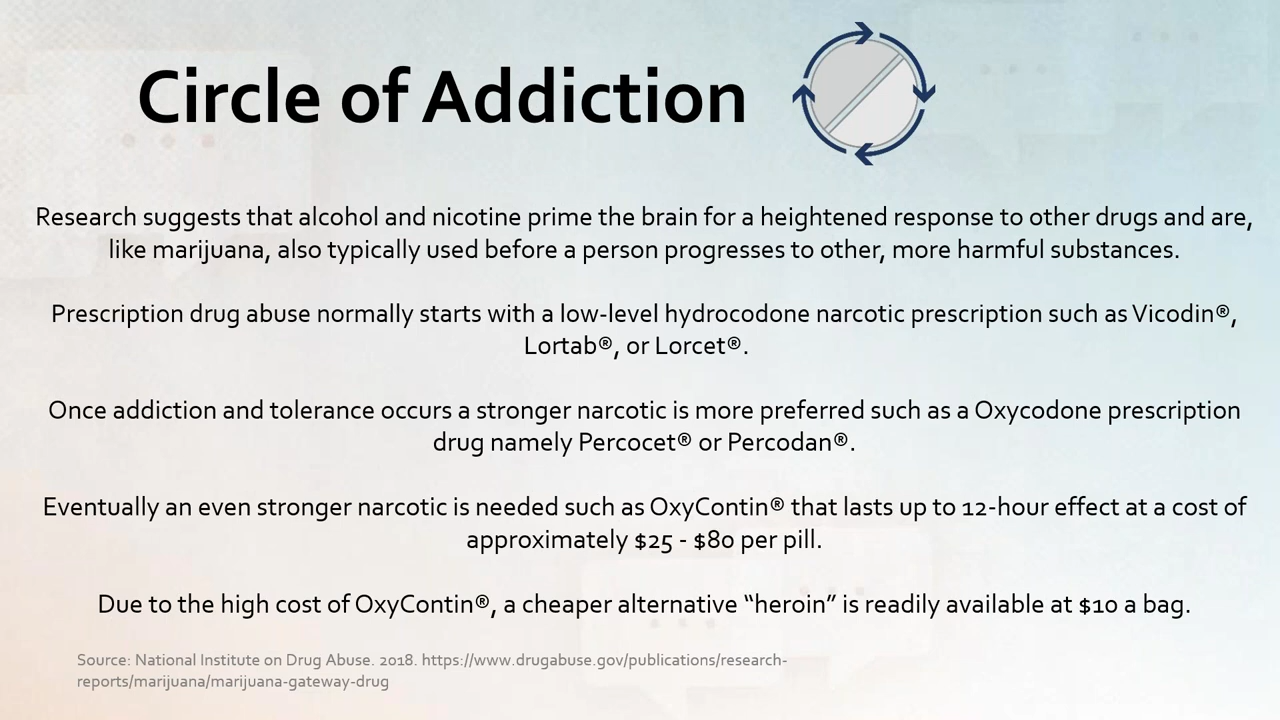 Circle of Addiction
Research suggests that alcohol and nicotine prime the brain for a heightened response to other drugs and are,
like marijuana, also typically used before a person progresses to other, more harmful substances.
Prescription drug abuse normally starts with a low-level hydrocodone narcotic prescription such as Vicodin®,
Lortab®, or Lorcet®.
Once addiction and tolerance occurs a stronger narcotic is more preferred such as a Oxycodone prescription
drug namely Percocet® or Percodan®.
Eventually an even stronger narcotic is needed such as OxyContin® that lasts up to 12-hour effect at a cost of
approximately $25 - $80 per pill.
Due to the high cost of OxyContin®, a cheaper alternative “heroin” is readily available at $10 a bag.
Source: National Institute on Drug Abuse. 2018. https://www.drugabuse.gov/publications/research-
reports/marijuana/marijuana-gateway-drug